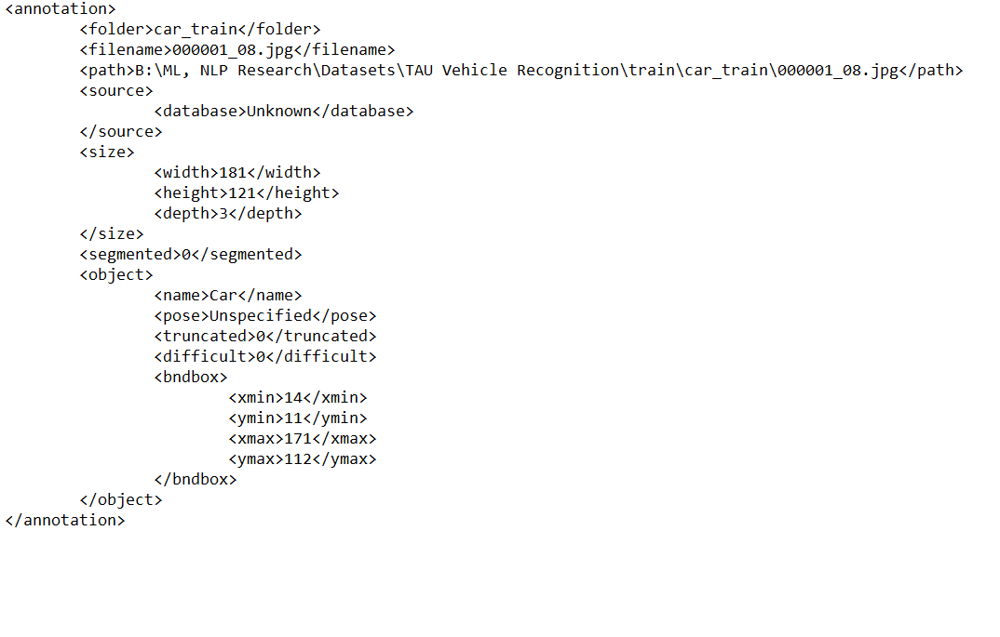 <annotation>
<folder>car_train</folder>
<filename>000001_08.jpg</filename>
<path>B:\ML, NLP Research\Datasets\TAU Vehicle Recognition\train\car_train\000001_08.jpg</path>
<source>
<database>Unknown</database>
</source>
<size>
<width>181</width>
<height>121</height>
<depth>3</depth>
</size>
<segmented>0</segmented>
<object>
<name>Car</name>
<pose>Unspecified</pose>
<truncated>0</truncated>
<difficult>0</difficult>
<bndbox>
<xmin>14</xmin>
<ymin>11</ymin>
<xmax>171</xmax>
<ymax>112</ymax>
</bndbox>
</object>
</annotation>